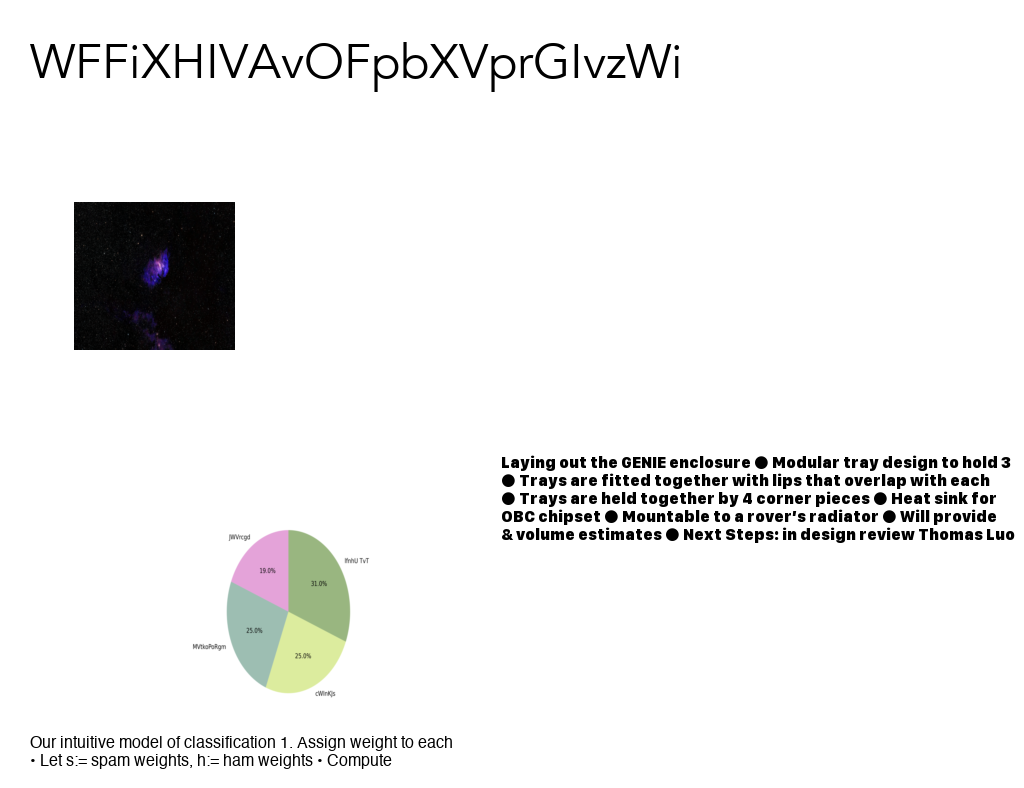 WFFiXHIVAvOFpbXVprGIvzWi
Laying out the GENIE enclosure ● Modular tray design to hold 3
● Trays are fitted together with lips that overlap with each
● Trays are held together by 4 corner pieces ● Heat sink for
OBC chipset ● Mountable to a rover's radiator ● Will provide
& volume estimates ● Next Steps: in design review Thomas Luo
JWVrcgd
19.0%
31.0%
25.0%
MVtkoPoRgm
25.0%
cWlnKjs
Our intuitive model of classification 1. Assign weight to each
• Let s:= spam weights, h:= ham weights • Compute